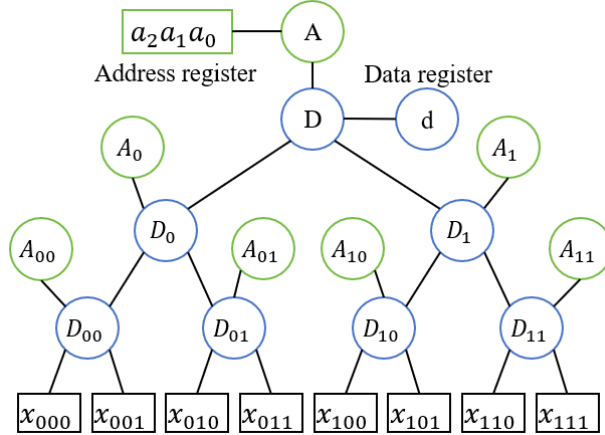 a₂a₁a₀ A
Address register Data register
D d
A₀ A₁
D₀ D₁
A₀₀ A₀₁ A₁₀ A₁₁
D₀₀ D₀₁ D₁₀ D₁₁
x₀₀₀ x₀₀₁ x₀₁₀ x₀₁₁ x₁₀₀ x₁₀₁ x₁₁₀ x₁₁₁